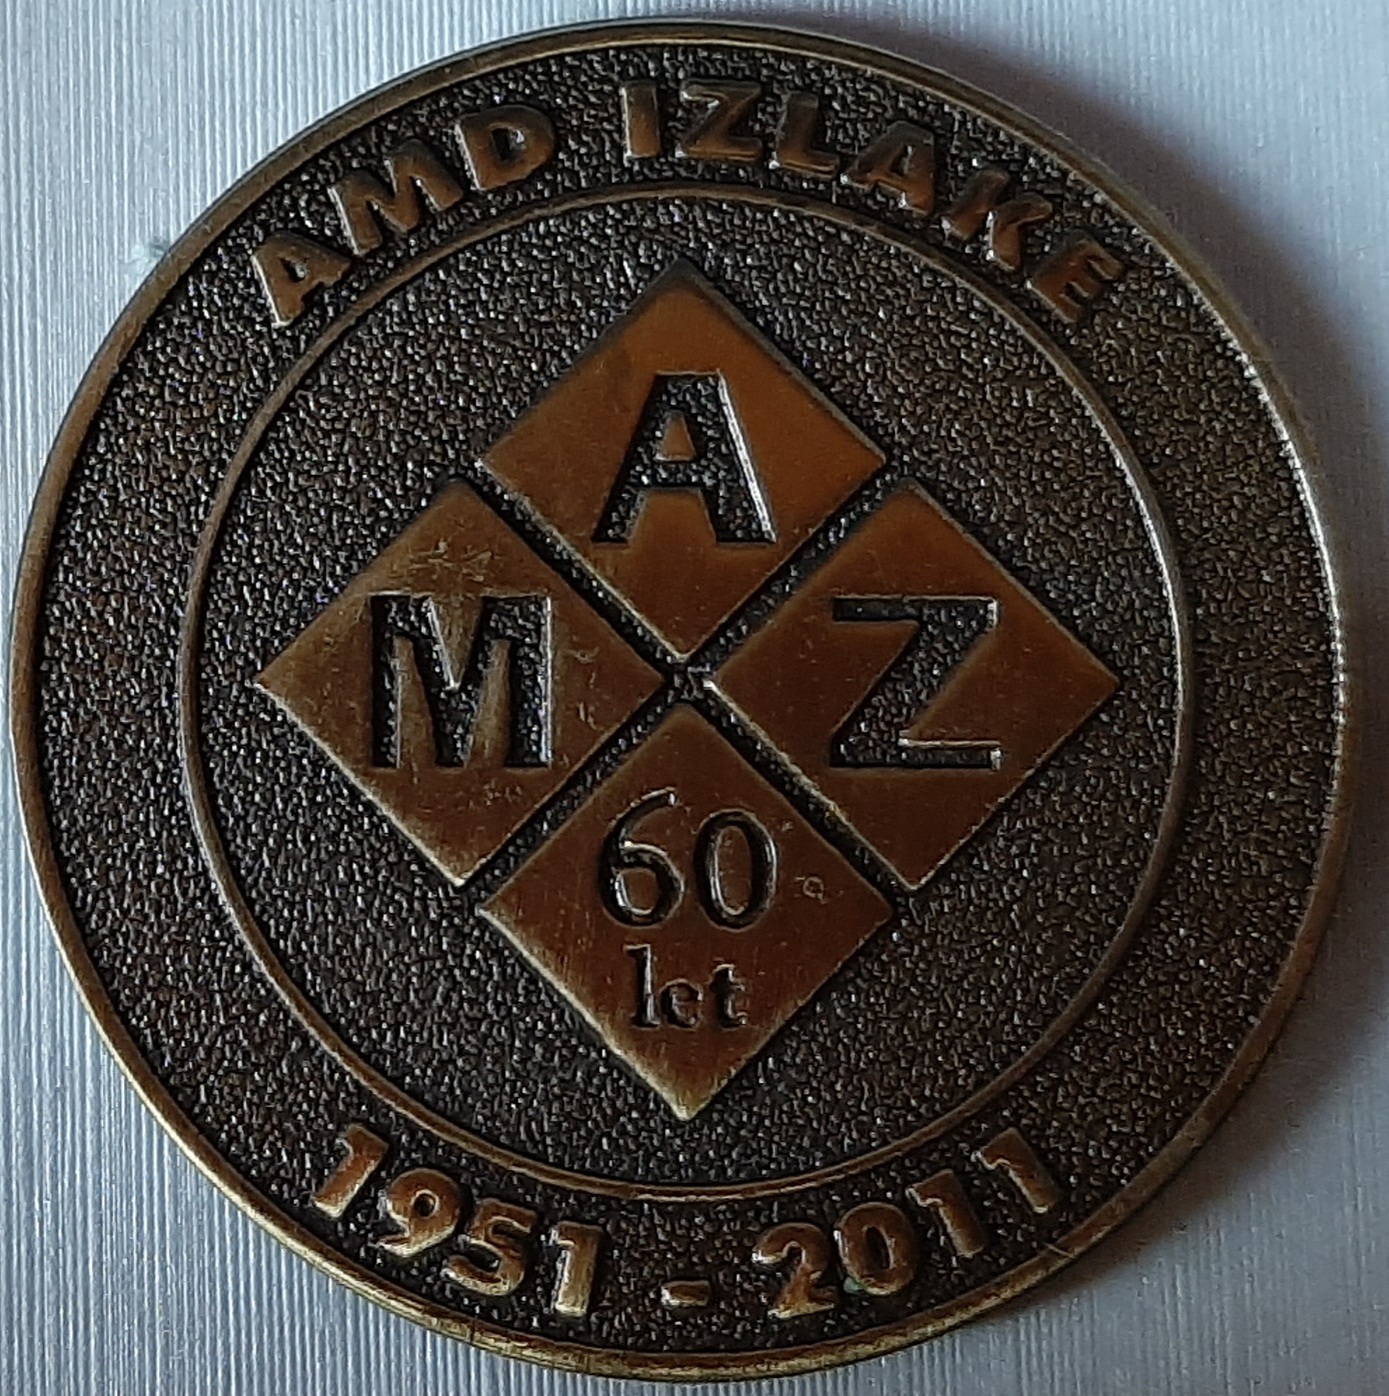 AMD IZLAKE
A
M Z
60
let
1951 - 2011